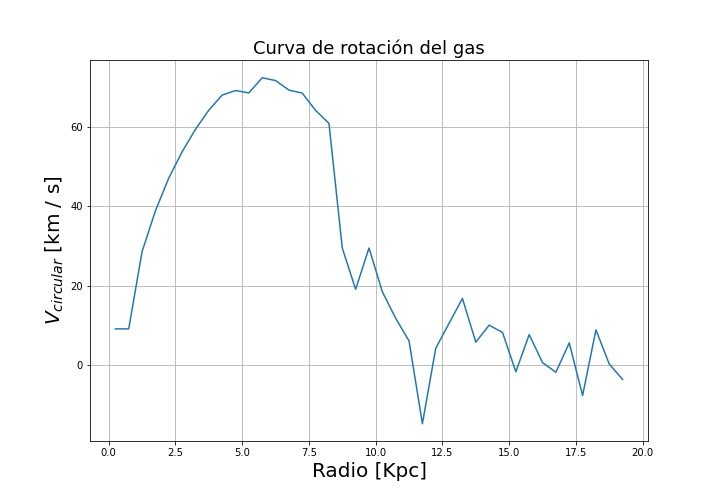 Curva de rotación del gas
V_circular [km / s]
60
40
20
0
0.0 2.5 5.0 7.5 10.0 12.5 15.0 17.5 20.0
Radio [Kpc]